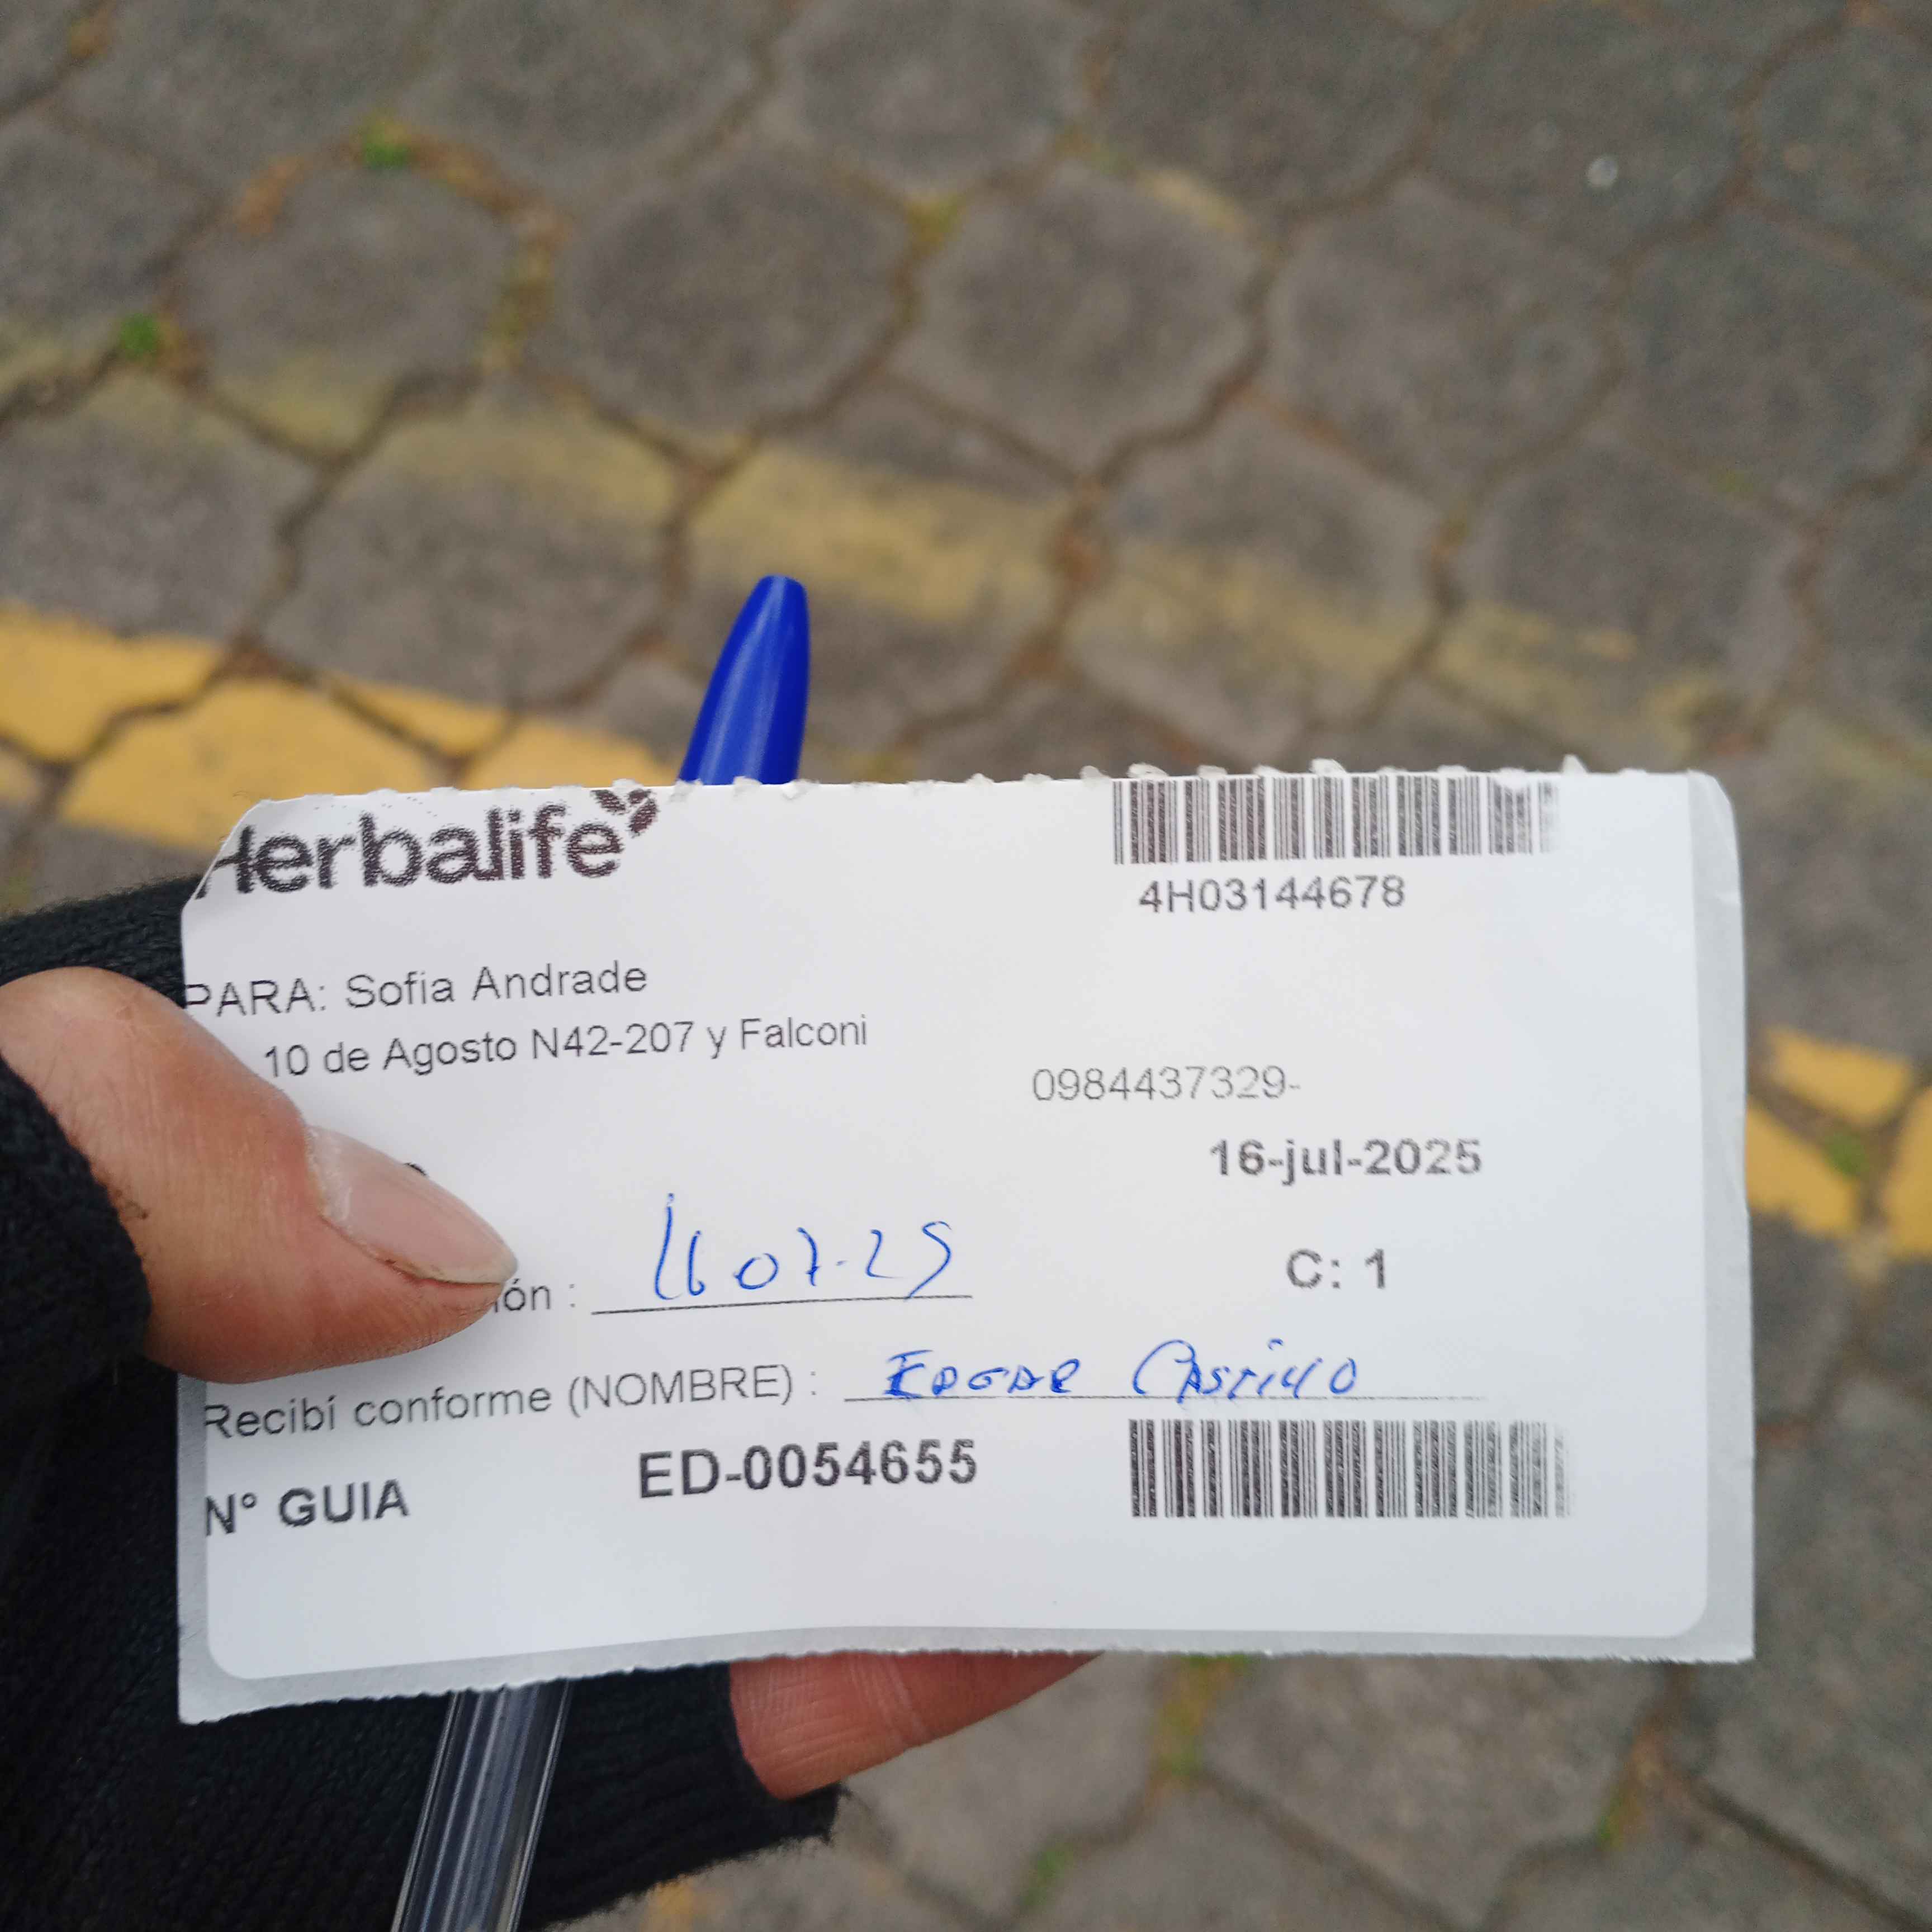 Herbalife
4H03144678
PARA: Sofia Andrade
10 de Agosto N42-207 y Falconi
0984437329-
16-jul-2025
ión : 16 07-25
C: 1
Recibí conforme (NOMBRE) : EDGAR CASTILLO
N° GUIA ED-0054655